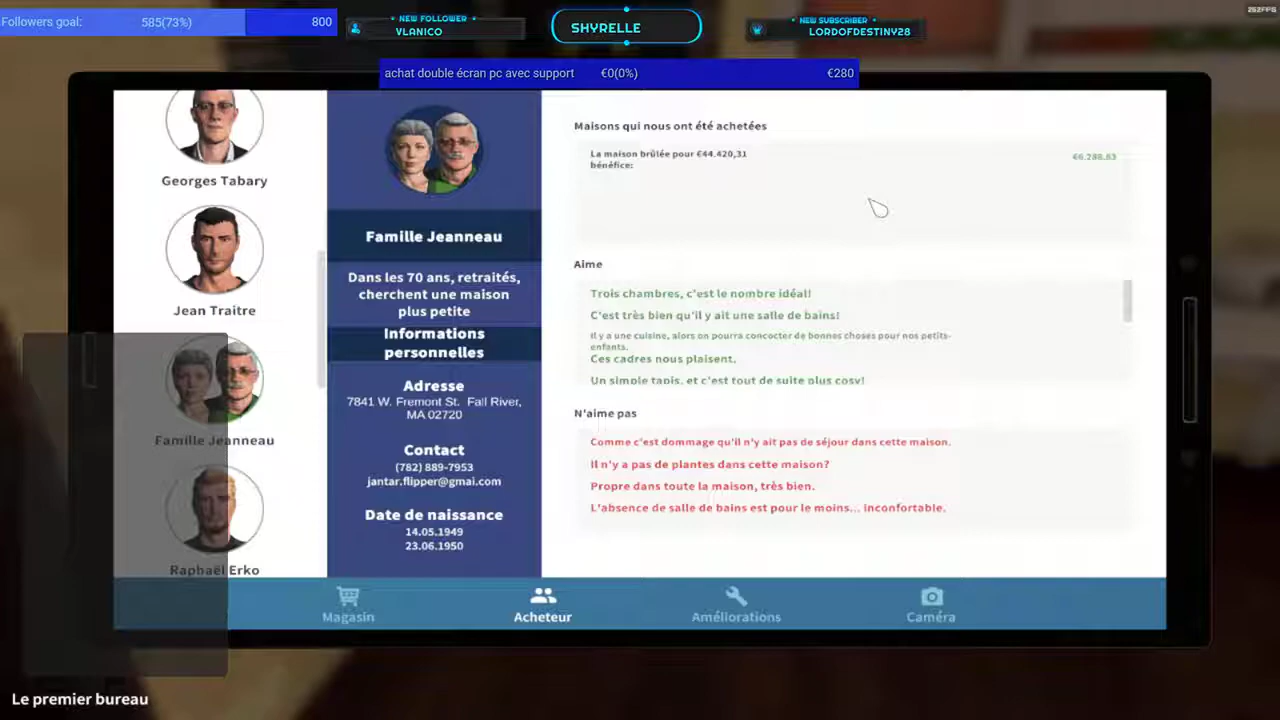 Followers goal: 585(73%) 800
NEW FOLLOWER
VLANICO
SHYRELLE
NEW SUBSCRIBER
LORDOFDESTINY28
252FPS
achat double écran pc avec support €0(0%) €280
Georges Tabary
Jean Traitre
Famille Jeanneau
Raphaël Erko
Famille Jeanneau
Dans les 70 ans, retraités,
cherchent une maison
plus petite
Informations
personnelles
Adresse
7841 W. Fremont St. Fall River,
MA 02720
Contact
(782) 889-7953
jantar.flipper@gmai.com
Date de naissance
14.05.1949
23.06.1950
Maisons qui nous ont été achetées
La maison brûlée pour €44.420,31
bénéfice:
€6.288,63
Aime
Trois chambres, c'est le nombre idéal!
C'est très bien qu'il y ait une salle de bains!
Il y a une cuisine, alors on pourra concocter de bonnes choses pour nos petits-
enfants.
Ces cadres nous plaisent.
Un simple tapis, et c'est tout de suite plus cosy!
N'aime pas
Comme c'est dommage qu'il n'y ait pas de séjour dans cette maison.
Il n'y a pas de plantes dans cette maison?
Propre dans toute la maison, très bien.
L'absence de salle de bains est pour le moins... inconfortable.
Magasin
Acheteur
Améliorations
Caméra
Le premier bureau